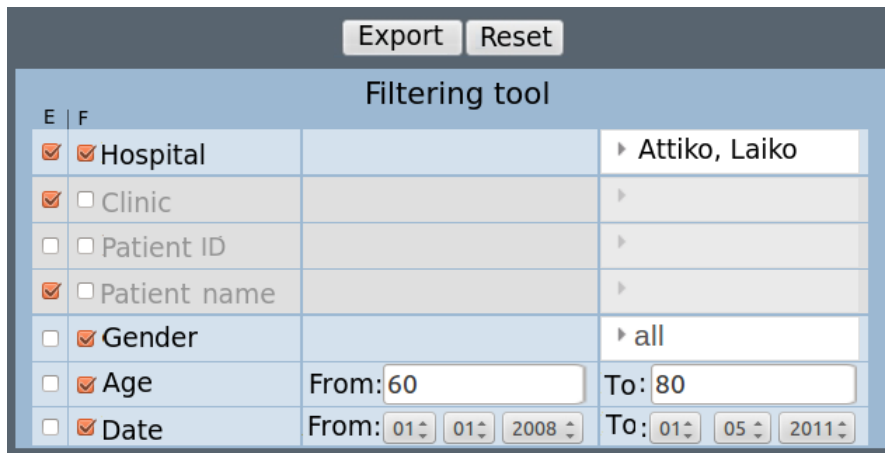 Export Reset
Filtering tool
E | F
Hospital Attiko, Laiko
Clinic
Patient ID
Patient name
Gender all
Age From: 60 To: 80
Date From: 01 01 2008 To: 01 05 2011